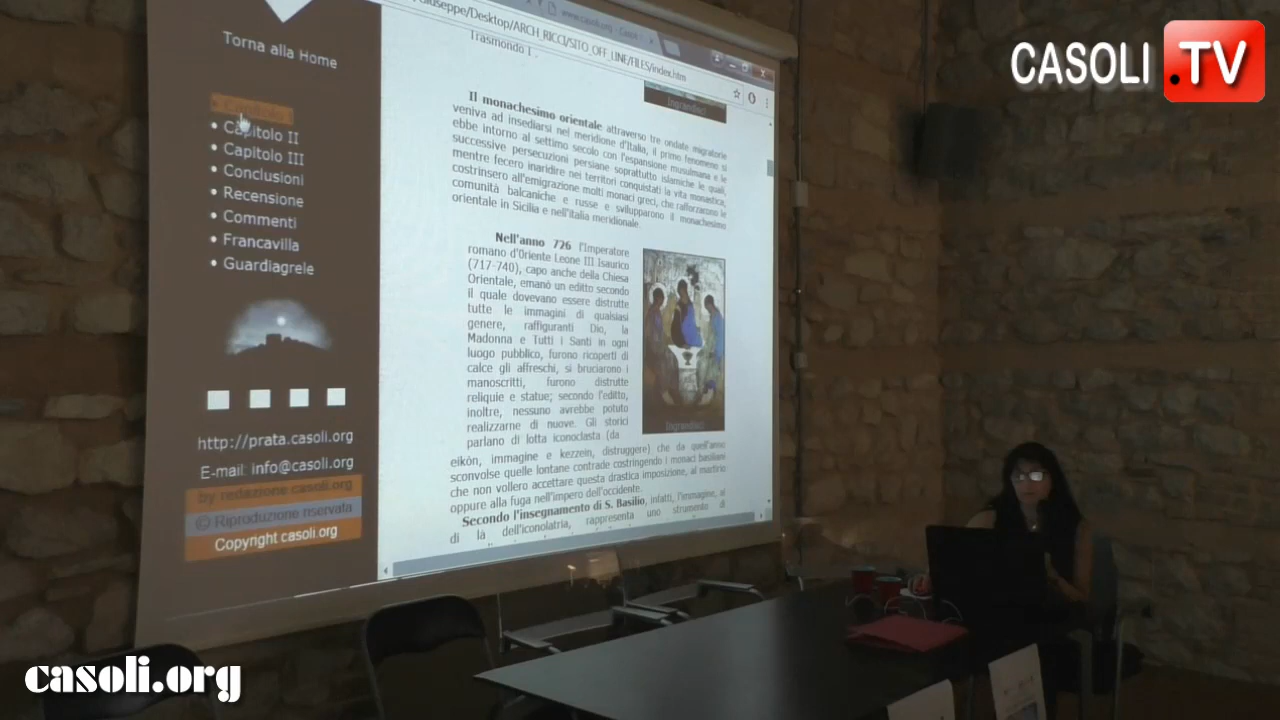 CASOLI .TV
Giuseppe/Desktop/ARCH_RICCI/SITO_OFF_LINE/FILES/index.htm
Torna alla Home
• Capitolo II
• Capitolo III
• Conclusioni
• Recensione
• Commenti
• Francavilla
• Guardiagrele
http://prata.casoli.org
E-mail: info@casoli.org
by redazione casoli.org
© Riproduzione riservata
Copyright casoli.org
Trasmondo I
Ingrandisci
Il monachesimo orientale attraverso tre ondate migratorie
veniva ad insediarsi nel meridione d'Italia, il primo fenomeno si
ebbe intorno al settimo secolo con l'espansione musulmana e le
successive persecuzioni persiane soprattutto islamiche le quali,
mentre fecero inaridire nei territori conquistati la vita monastica,
costrinsero all'emigrazione molti monaci greci, che rafforzarono le
comunità balcaniche e russe e svilupparono il monachesimo
orientale in Sicilia e nell'italia meridionale.
Nell'anno 726 l'Imperatore
romano d'Oriente Leone III Isaurico
(717-740), capo anche della Chiesa
Orientale, emanò un editto secondo
il quale dovevano essere distrutte
tutte le immagini di qualsiasi
genere, raffiguranti Dio, la
Madonna e Tutti i Santi in ogni
luogo pubblico, furono ricoperti di
calce gli affreschi, si bruciarono i
manoscritti, furono distrutte
reliquie e statue; secondo l'editto,
inoltre, nessuno avrebbe potuto
realizzarne di nuove. Gli storici
parlano di lotta iconoclasta (da
Ingrandisci
eikòn, immagine e kezzein, distruggere) che da quell'anno
sconvolse quelle lontane contrade costringendo i monaci basiliani
che non vollero accettare questa drastica imposizione, al martirio
oppure alla fuga nell'impero dell'occidente.
Secondo l'insegnamento di S. Basilio, infatti, l'immagine, al
di là dell'iconolatria, rappresenta uno strumento di
casoli.org